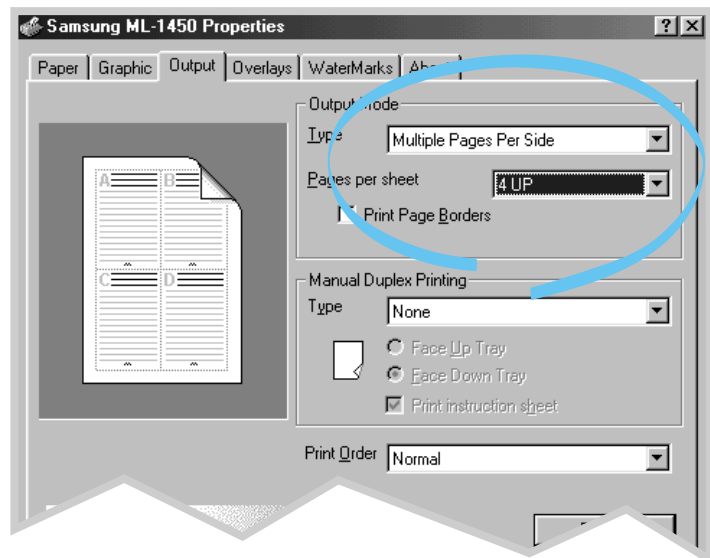 Samsung ML-1450 Properties
Paper Graphic Output Overlays WaterMarks
Output Mode
Type Multiple Pages Per Side
Pages per sheet 4 UP
Print Page Borders
A B
C D
Manual Duplex Printing
Type None
Face Up Tray
Face Down Tray
Print instruction sheet
Print Order Normal